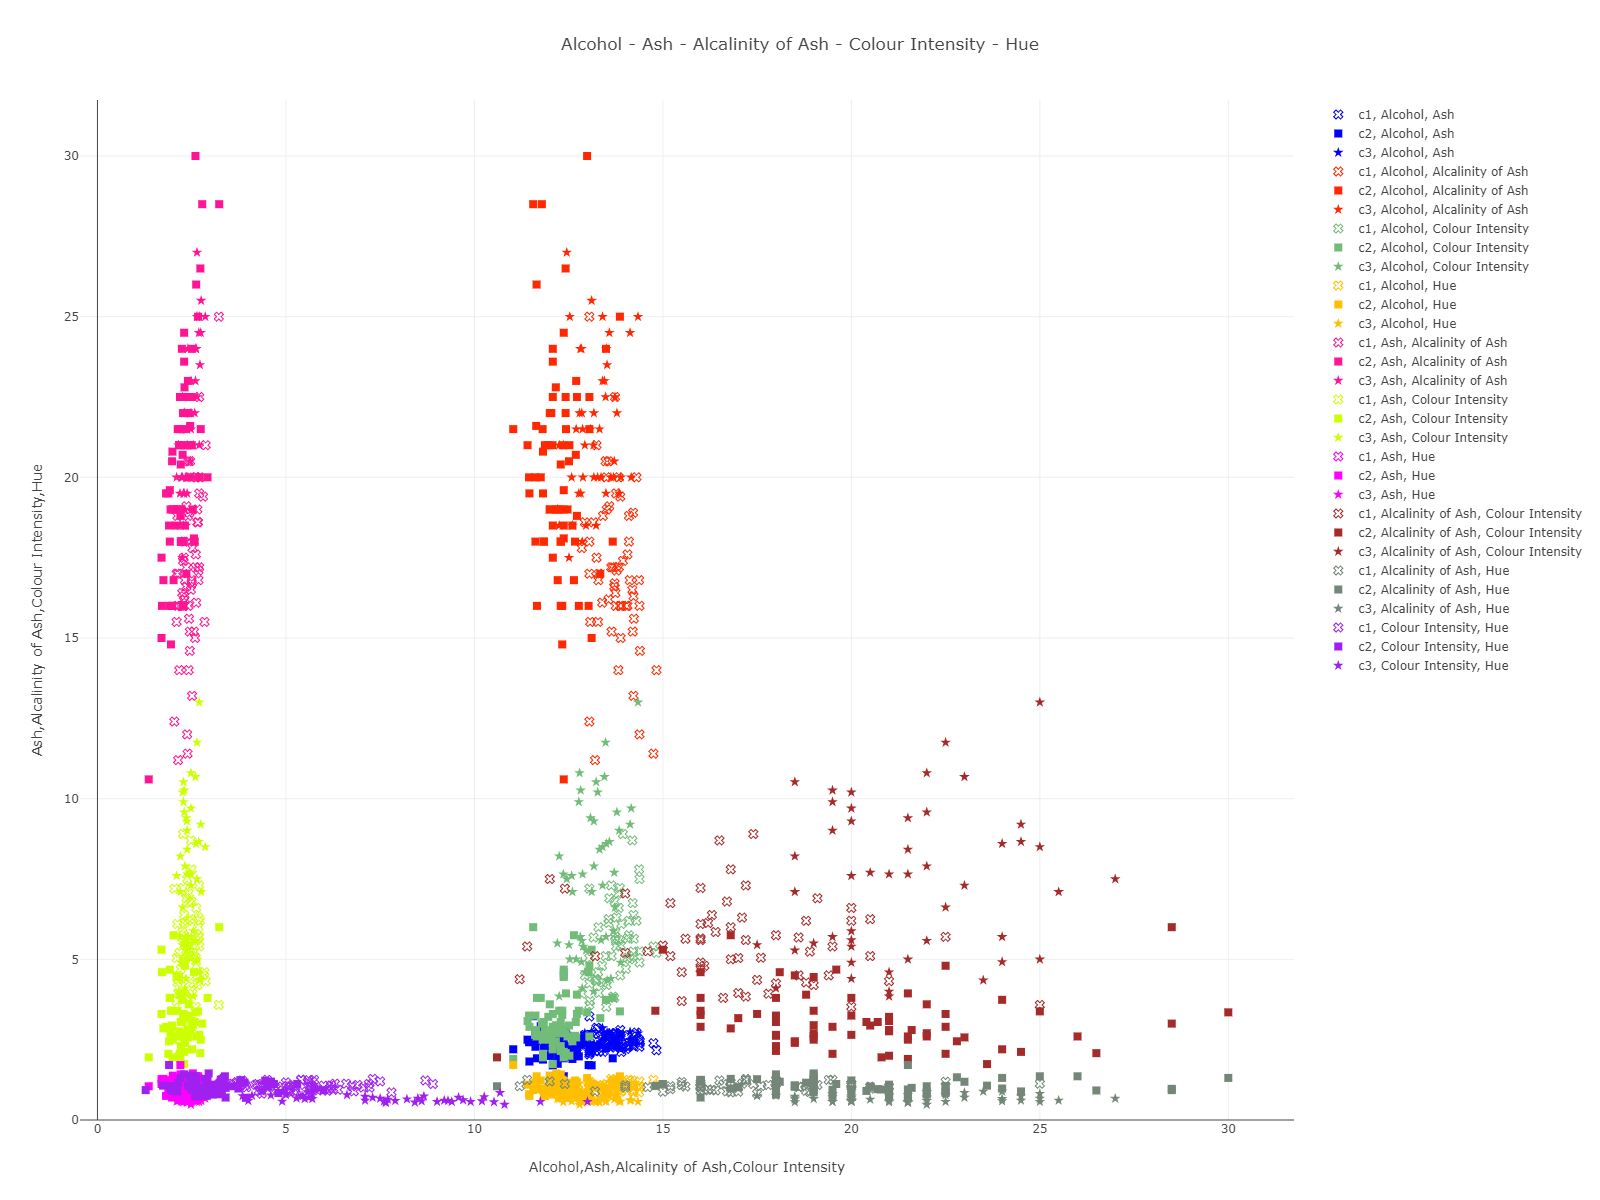 Alcohol - Ash - Alcalinity of Ash - Colour Intensity - Hue
c1, Alcohol, Ash
c2, Alcohol, Ash
c3, Alcohol, Ash
c1, Alcohol, Alcalinity of Ash
c2, Alcohol, Alcalinity of Ash
c3, Alcohol, Alcalinity of Ash
c1, Alcohol, Colour Intensity
c2, Alcohol, Colour Intensity
c3, Alcohol, Colour Intensity
c1, Alcohol, Hue
c2, Alcohol, Hue
c3, Alcohol, Hue
c1, Ash, Alcalinity of Ash
c2, Ash, Alcalinity of Ash
c3, Ash, Alcalinity of Ash
c1, Ash, Colour Intensity
c2, Ash, Colour Intensity
c3, Ash, Colour Intensity
c1, Ash, Hue
c2, Ash, Hue
c3, Ash, Hue
c1, Alcalinity of Ash, Colour Intensity
c2, Alcalinity of Ash, Colour Intensity
c3, Alcalinity of Ash, Colour Intensity
c1, Alcalinity of Ash, Hue
c2, Alcalinity of Ash, Hue
c3, Alcalinity of Ash, Hue
c1, Colour Intensity, Hue
c2, Colour Intensity, Hue
c3, Colour Intensity, Hue
Ash,Alcalinity of Ash,Colour Intensity,Hue
30
25
20
15
10
5
0
0 5 10 15 20 25 30
Alcohol,Ash,Alcalinity of Ash,Colour Intensity